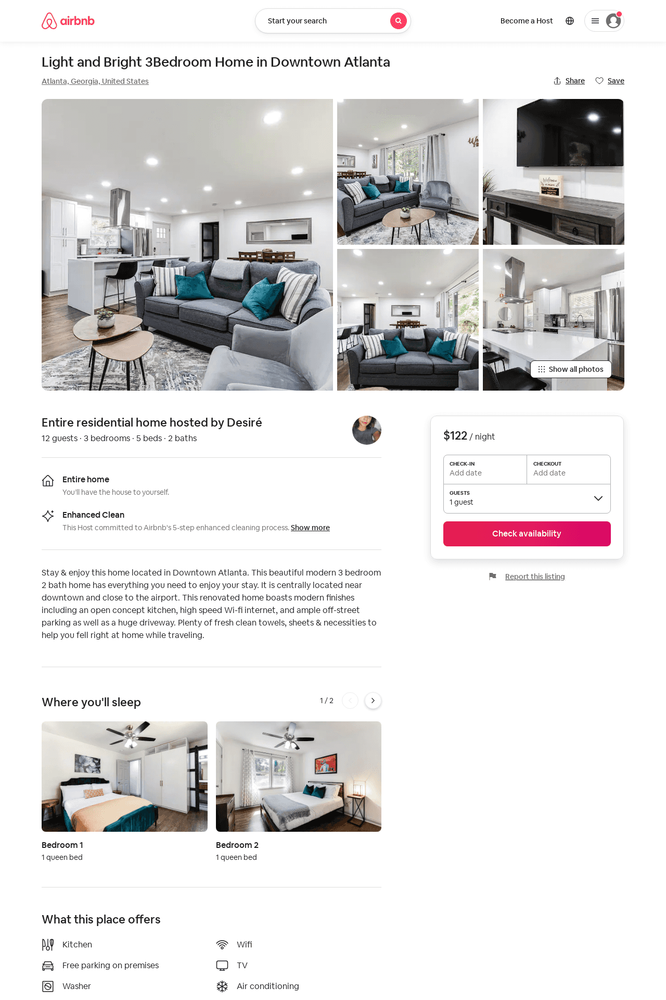 airbnb
Start your search
Become a Host
Light and Bright 3Bedroom Home in Downtown Atlanta
Atlanta, Georgia, United States
Share
Save
Welcome
Show all photos
Entire residential home hosted by Desiré
12 guests · 3 bedrooms · 5 beds · 2 baths
Entire home
You'll have the house to yourself.
Enhanced Clean
This Host committed to Airbnb's 5-step enhanced cleaning process. Show more
$122 / night
CHECK-IN
Add date
CHECKOUT
Add date
GUESTS
1 guest
Check availability
Report this listing
Stay & enjoy this home located in Downtown Atlanta. This beautiful modern 3 bedroom
2 bath home has everything you need to enjoy your stay. It is centrally located near
downtown and close to the airport. This renovated home boasts modern finishes
including an open concept kitchen, high speed Wi-fi internet, and ample off-street
parking as well as a huge driveway. Plenty of fresh clean towels, sheets & necessities to
help you fell right at home while traveling.
Where you'll sleep
1 / 2
Bedroom 1
1 queen bed
Bedroom 2
1 queen bed
What this place offers
Kitchen
Wifi
Free parking on premises
TV
Washer
Air conditioning